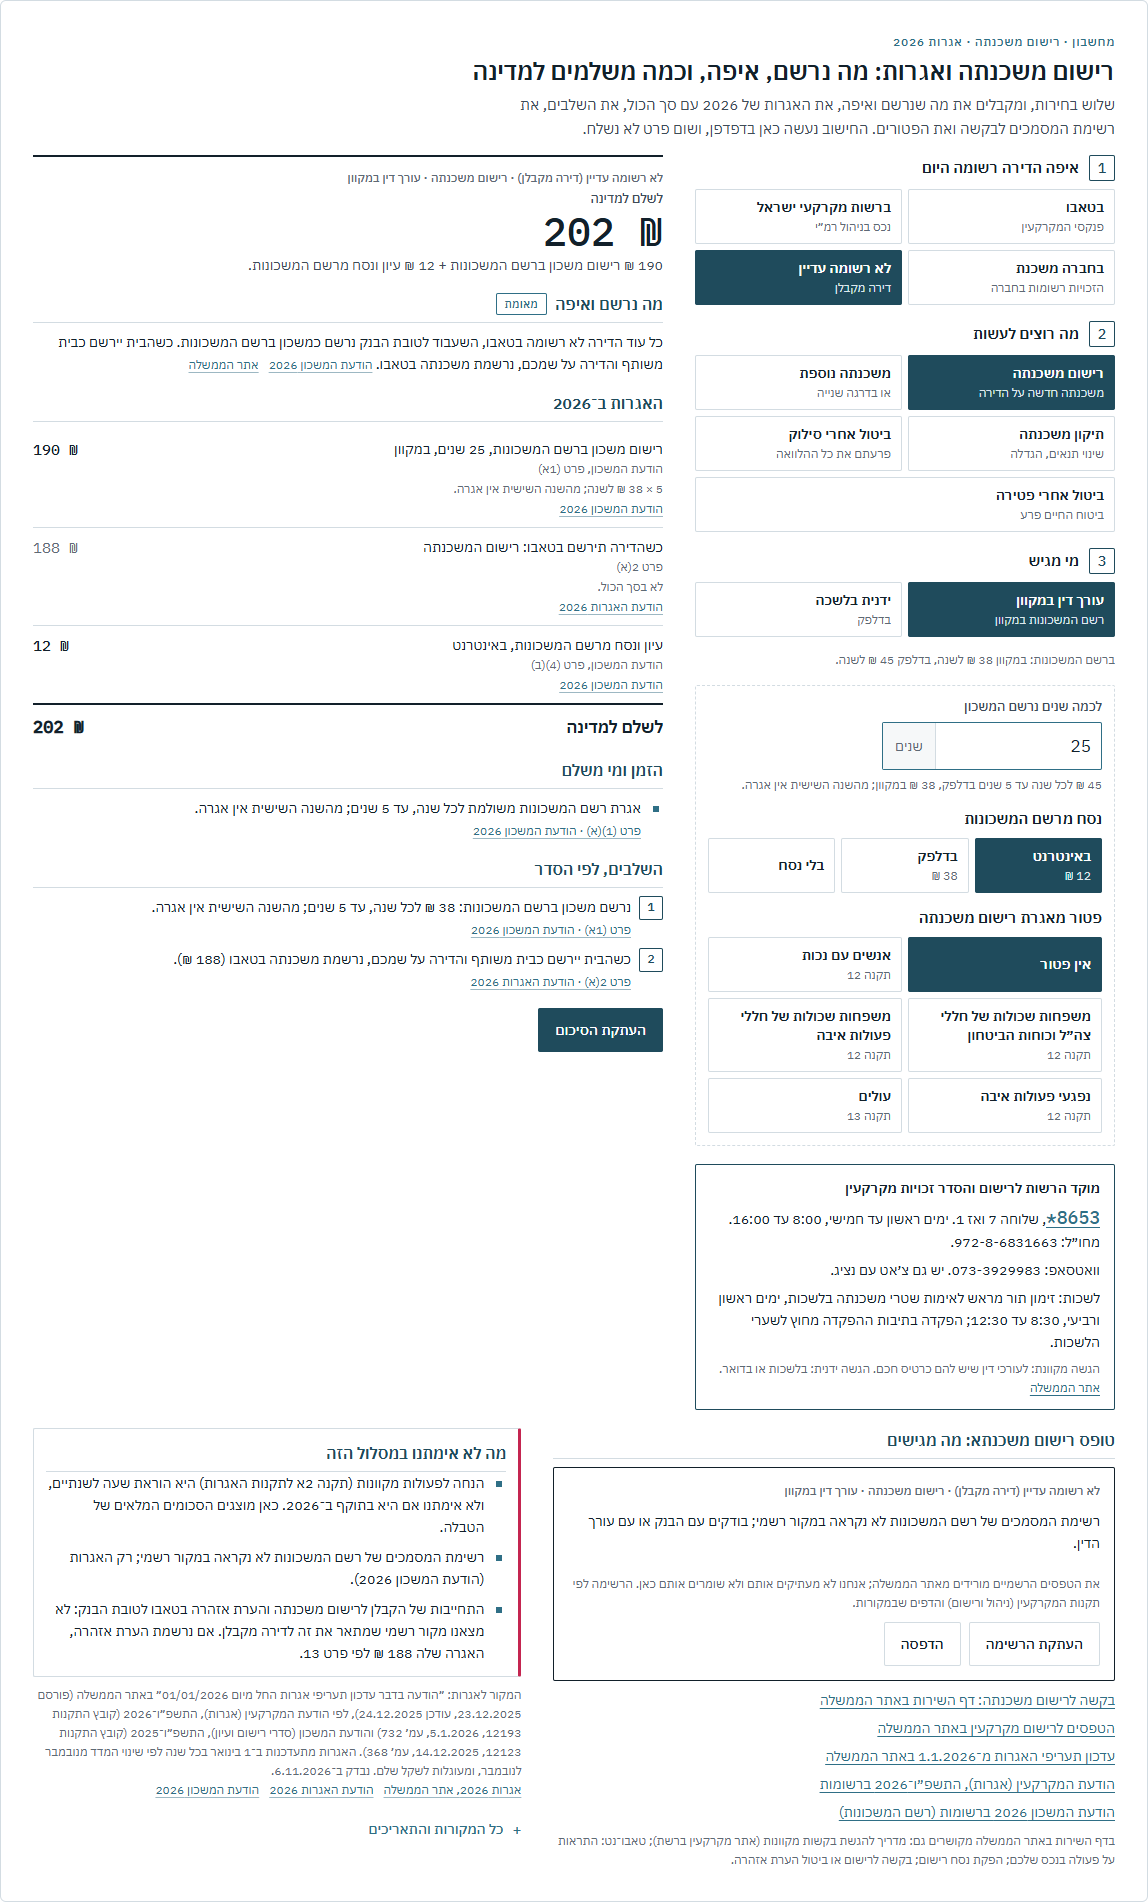 מחשבון · רישום משכנתה · אגרות 2026
רישום משכנתה ואגרות: מה נרשם, איפה, וכמה משלמים למדינה
שלוש בחירות, ומקבלים את מה שנרשם ואיפה, את האגרות של 2026 עם סך הכול, את השלבים, את
רשימת המסמכים לבקשה ואת הפטורים. החישוב נעשה כאן בדפדפן, ושום פרט לא נשלח.
1 איפה הדירה רשומה היום
בטאבו
פנקסי המקרקעין
ברשות מקרקעי ישראל
נכס בניהול רמ״י
בחברה משכנת
הזכויות רשומות בחברה
לא רשומה עדיין
דירה מקבלן
2 מה רוצים לעשות
רישום משכנתה
משכנתה חדשה על הדירה
משכנתה נוספת
או בדרגה שנייה
תיקון משכנתה
שינוי תנאים, הגדלה
ביטול אחרי סילוק
פרעתם את כל ההלוואה
ביטול אחרי פטירה
ביטוח החיים פרע
3 מי מגיש
עורך דין במקוון
רשם המשכונות במקוון
ידנית בלשכה
בדלפק
ברשם המשכונות: במקוון 38 ₪ לשנה, בדלפק 45 ₪ לשנה.
לכמה שנים נרשם המשכון
25 שנים
45 ₪ לכל שנה עד 5 שנים בדלפק, 38 ₪ במקוון; מהשנה השישית אין אגרה.
נסח מרשם המשכונות
באינטרנט
12 ₪
בדלפק
38 ₪
בלי נסח
פטור מאגרת רישום משכנתה
אין פטור
אנשים עם נכות
תקנה 12
משפחות שכולות של חללי
צה״ל וכוחות הביטחון
תקנה 12
משפחות שכולות של חללי
פעולות איבה
תקנה 12
נפגעי פעולות איבה
תקנה 12
עולים
תקנה 13
מוקד הרשות לרישום והסדר זכויות מקרקעין
*8653, שלוחה 7 ואז 1. ימים ראשון עד חמישי, 8:00 עד 16:00.
מחו״ל: 972-8-6831663.
וואטסאפ: 073-3929983. יש גם צ׳אט עם נציג.
לשכות: זימון תור מראש לאימות שטרי משכנתה בלשכות, ימים ראשון
ורביעי, 8:30 עד 12:30; הפקדה בתיבות ההפקדה מחוץ לשערי
הלשכות.
הגשה מקוונת: לעורכי דין שיש להם כרטיס חכם. הגשה ידנית: בלשכות או בדואר.
אתר הממשלה
לא רשומה עדיין (דירה מקבלן) · רישום משכנתה · עורך דין במקוון
לשלם למדינה
202 ₪
190 ₪ רישום משכון ברשם המשכונות + 12 ₪ עיון ונסח מרשם המשכונות.
מה נרשם ואיפה מאומת
כל עוד הדירה לא רשומה בטאבו, השעבוד לטובת הבנק נרשם כמשכון ברשם המשכונות. כשהבית יירשם כבית
משותף והדירה על שמכם, נרשמת משכנתה בטאבו. הודעת המשכון 2026 אתר הממשלה
האגרות ב־2026
רישום משכון ברשם המשכונות, 25 שנים, במקוון 190 ₪
הודעת המשכון, פרט (1א)
5 × 38 ₪ לשנה; מהשנה השישית אין אגרה.
הודעת המשכון 2026
כשהדירה תירשם בטאבו: רישום המשכנתה 188 ₪
פרט 2(א)
לא בסך הכול.
הודעת האגרות 2026
עיון ונסח מרשם המשכונות, באינטרנט 12 ₪
הודעת המשכון, פרט (4)(ב)
הודעת המשכון 2026
לשלם למדינה 202 ₪
הזמן ומי משלם
אגרת רשם המשכונות משולמת לכל שנה, עד 5 שנים; מהשנה השישית אין אגרה.
פרט (1)(א) · הודעת המשכון 2026
השלבים, לפי הסדר
1 נרשם משכון ברשם המשכונות: 38 ₪ לכל שנה, עד 5 שנים; מהשנה השישית אין אגרה.
פרט (1א) · הודעת המשכון 2026
2 כשהבית יירשם כבית משותף והדירה על שמכם, נרשמת משכנתה בטאבו (188 ₪).
פרט 2(א) · הודעת האגרות 2026
העתקת הסיכום
טופס רישום משכנתא: מה מגישים
לא רשומה עדיין (דירה מקבלן) · רישום משכנתה · עורך דין במקוון
רשימת המסמכים של רשם המשכונות לא נקראה במקור רשמי; בודקים עם הבנק או עם עורך
הדין.
את הטפסים הרשמיים מורידים מאתר הממשלה; אנחנו לא מעתיקים אותם ולא שומרים אותם כאן. הרשימה לפי
תקנות המקרקעין (ניהול ורישום) והדפים שבמקורות.
העתקת הרשימה
הדפסה
בקשה לרישום משכנתה: דף השירות באתר הממשלה
הטפסים לרישום מקרקעין באתר הממשלה
עדכון תעריפי האגרות מ־1.1.2026 באתר הממשלה
הודעת המקרקעין (אגרות), התשפ״ו־2026 ברשומות
הודעת המשכון 2026 ברשומות (רשם המשכונות)
בדף השירות באתר הממשלה מקושרים גם: מדריך להגשת בקשות מקוונות (אתר מקרקעין ברשת); טאבו־נט: התראות
על פעולה בנכס שלכם; הפקת נסח רישום; בקשה לרישום או ביטול הערת אזהרה.
מה לא אימתנו במסלול הזה
הנחה לפעולות מקוונות (תקנה 2א לתקנות האגרות) היא הוראת שעה לשנתיים,
ולא אימתנו אם היא בתוקף ב־2026. כאן מוצגים הסכומים המלאים של
הטבלה.
רשימת המסמכים של רשם המשכונות לא נקראה במקור רשמי; רק האגרות
(הודעת המשכון 2026).
התחייבות של הקבלן לרישום משכנתה והערת אזהרה בטאבו לטובת הבנק: לא
מצאנו מקור רשמי שמתאר את זה לדירה מקבלן. אם נרשמת הערת אזהרה,
האגרה שלה 188 ₪ לפי פרט 13.
המקור לאגרות: ״הודעה בדבר עדכון תעריפי אגרות החל מיום 01/01/2026״ באתר הממשלה (פורסם
23.12.2025, עודכן 24.12.2025), לפי הודעת המקרקעין (אגרות), התשפ״ו־2026 (קובץ התקנות
12193, 5.1.2026, עמ׳ 732) והודעת המשכון (סדרי רישום ועיון), התשפ״ו־2025 (קובץ התקנות
12123, 14.12.2025, עמ׳ 368). האגרות מתעדכנות ב־1 בינואר בכל שנה לפי שינוי המדד מנובמבר
לנובמבר, ומעוגלות לשקל שלם. נבדק ב־6.11.2026.
אגרות 2026, אתר הממשלה הודעת האגרות 2026 הודעת המשכון 2026
+ כל המקורות והתאריכים